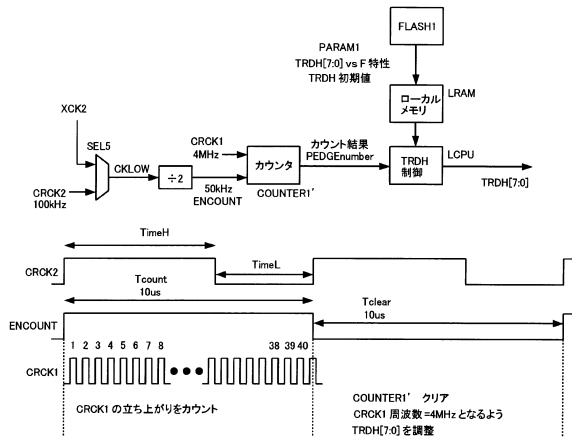 FLASH1
PARAM1
TRDH[7:0] vs F 特性
TRDH 初期値
ローカル
メモリ
LRAM
XCK2
SEL5
CRCK1
4MHz
カウント結果
PEDGEnumber
CKLOW
÷2
カウンタ
TRDH
制御
LCPU
CRCK2
100kHz
50kHz
ENCOUNT
COUNTER1'
TRDH[7:0]
TimeH
CRCK2
TimeL
Tcount
10us
Tclear
10us
ENCOUNT
1 2 3 4 5 6 7 8 38 39 40
CRCK1
CRCK1 の立ち上がりをカウント
COUNTER1' クリア
CRCK1 周波数=4MHzとなるよう
TRDH[7:0] を調整